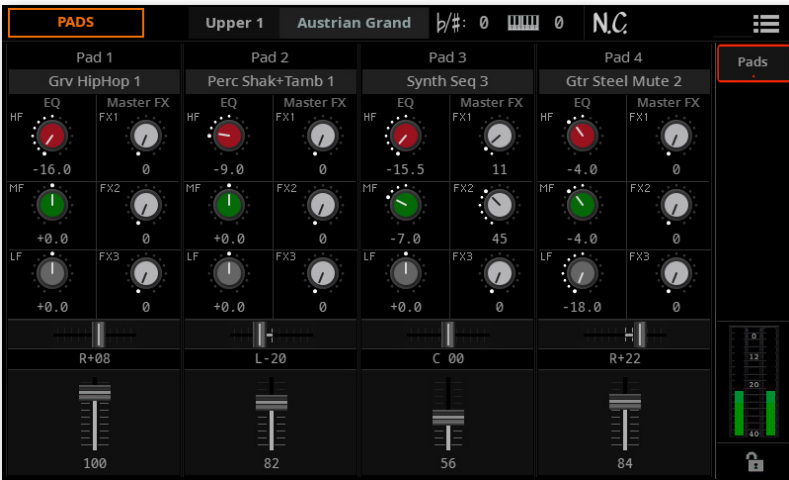 PADS Upper 1 Austrian Grand ♭/♯: 0 0 N.C.
Pad 1 Pad 2 Pad 3 Pad 4 Pads
Grv HipHop 1 Perc Shak+Tamb 1 Synth Seq 3 Gtr Steel Mute 2
EQ Master FX EQ Master FX EQ Master FX EQ Master FX
HF FX1 HF FX1 HF FX1 HF FX1
-16.0 0 -9.0 0 -15.5 11 -4.0 0
MF FX2 MF FX2 MF FX2 MF FX2
+0.0 0 +0.0 0 -7.0 45 -4.0 0
LF FX3 LF FX3 LF FX3 LF FX3
+0.0 0 +0.0 0 +0.0 0 -18.0 0
R+08 L-20 C 00 R+22
100 82 56 84
0
12
20
40